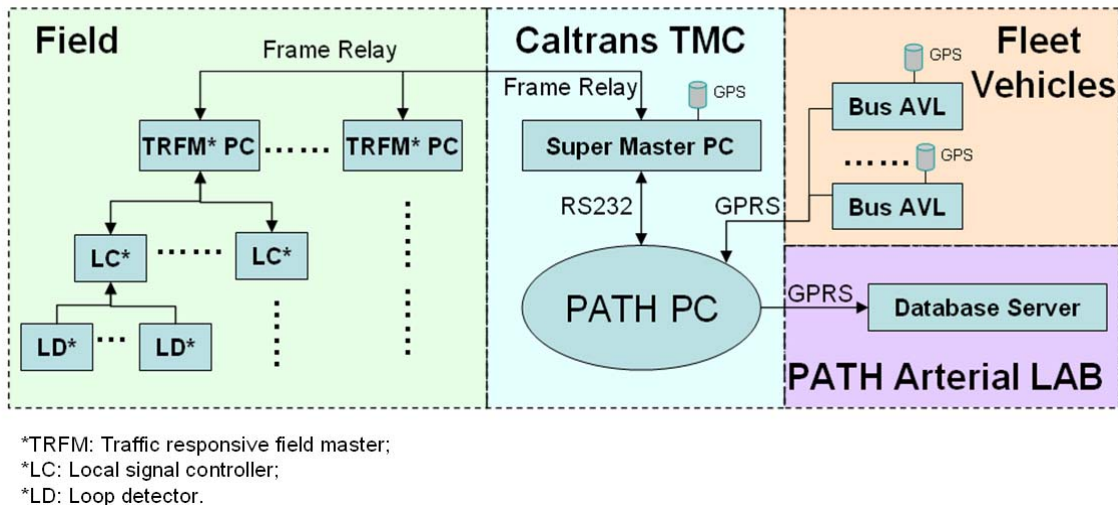 Field
Frame Relay
TRFM* PC
......
TRFM* PC
LC*
......
LC*
LD*
...
LD*
Caltrans TMC
Frame Relay
GPS
Super Master PC
RS232
GPRS
PATH PC
Fleet
Vehicles
GPS
Bus AVL
......
GPS
Bus AVL
GPRS
Database Server
PATH Arterial LAB
*TRFM: Traffic responsive field master;
*LC: Local signal controller;
*LD: Loop detector.